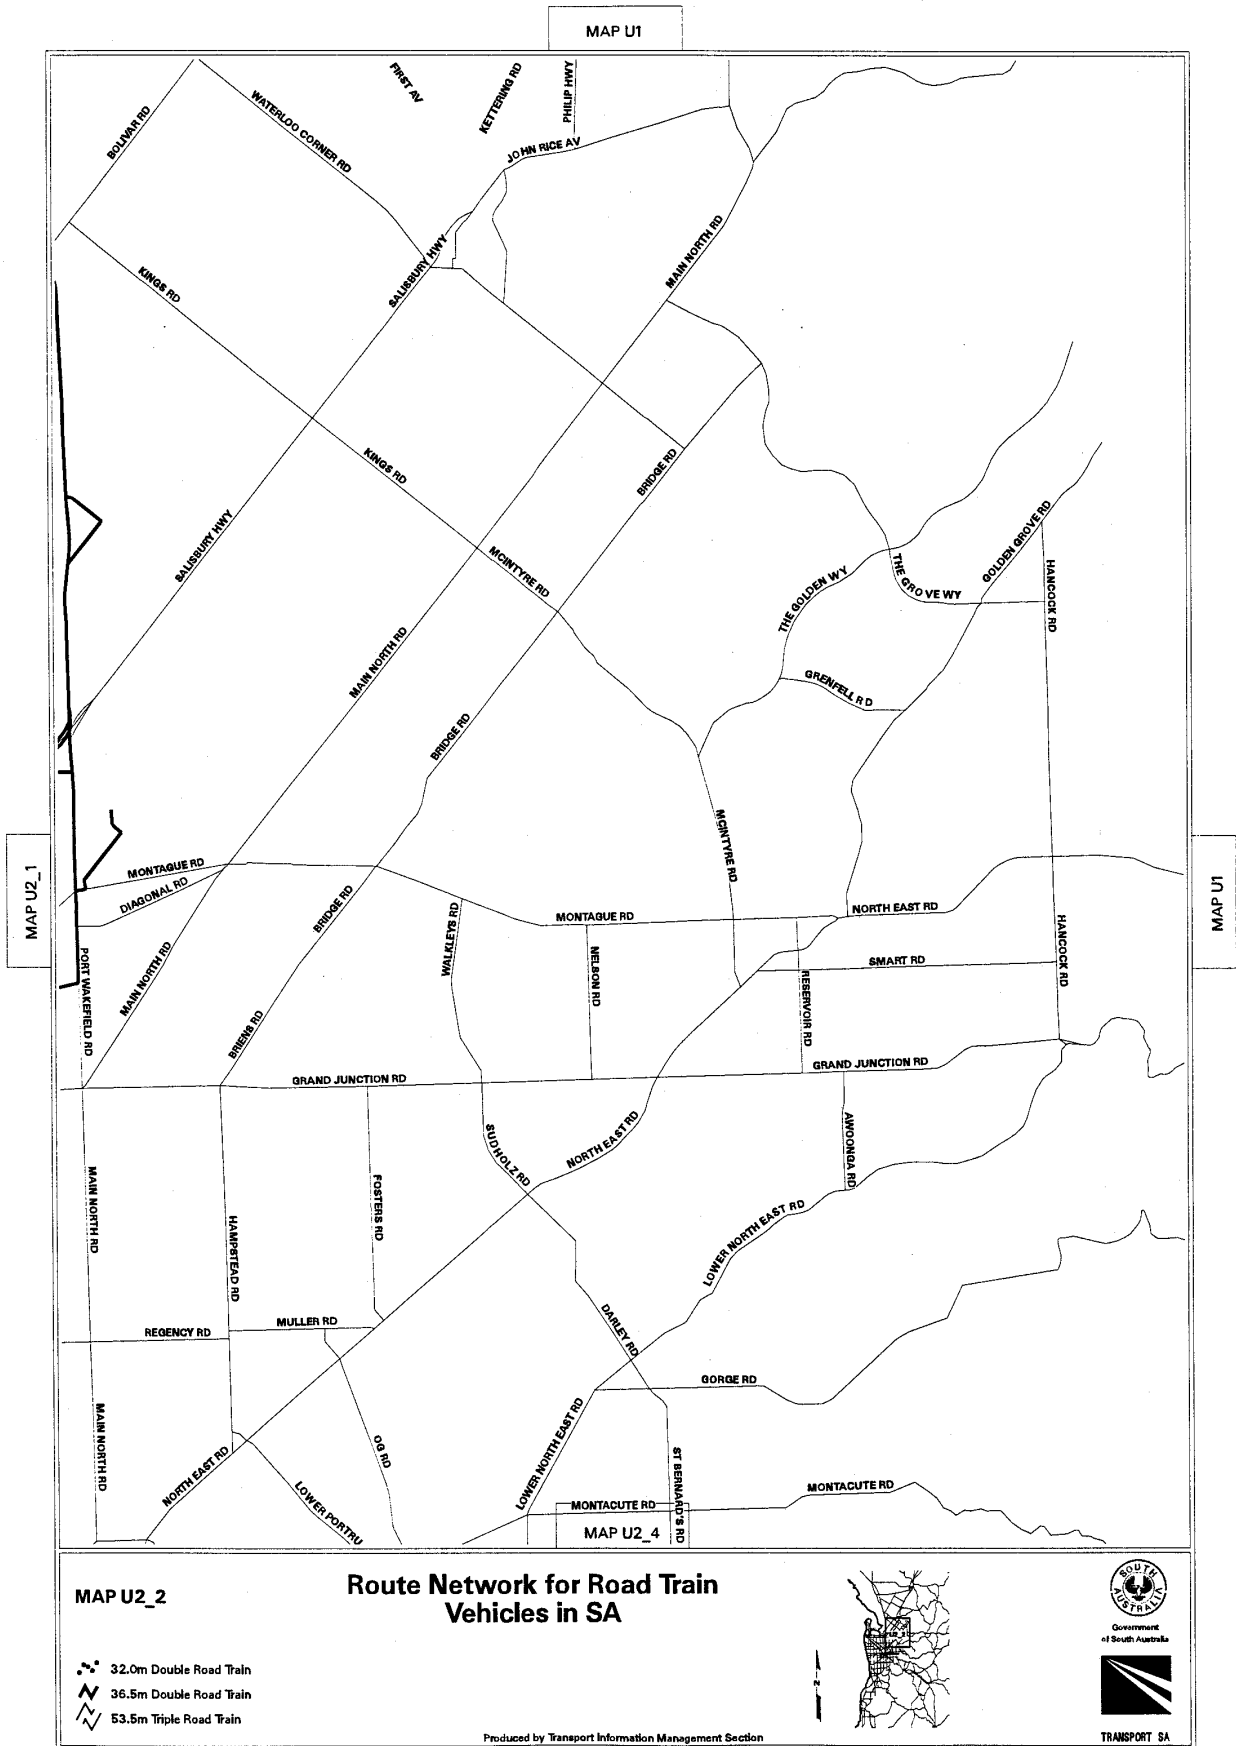 MAP U1
FIRST AV
KETTERING RD
PHILIP HWY
BOLIVAR RD
WATERLOO CORNER RD
JOHN RICE AV
MAIN NORTH RD
SALISBURY HWY
KINGS RD
KINGS RD
BRIDGE RD
SALISBURY HWY
MCINTYRE RD
GOLDEN GROVE RD
THE GOLDEN WY
THE GROVE WY
HANCOCK RD
MAIN NORTH RD
GRENFELL RD
BRIDGE RD
MCINTYRE RD
MAP U2_1
MAP U1
MONTAGUE RD
DIAGONAL RD
BRIDGE RD
WALKLEYS RD
MONTAGUE RD
NORTH EAST RD
HANCOCK RD
PORT WAKEFIELD RD
MAIN NORTH RD
NELSON RD
SMART RD
RESERVOIR RD
BRIENS RD
GRAND JUNCTION RD
GRAND JUNCTION RD
SUDHOLZ RD
NORTH EAST RD
AWOONGA RD
MAIN NORTH RD
HAMPSTEAD RD
FOSTERS RD
LOWER NORTH EAST RD
REGENCY RD
MULLER RD
DARLEY RD
GORGE RD
MAIN NORTH RD
NORTH EAST RD
OG RD
LOWER NORTH EAST RD
ST BERNARD'S RD
LOWER PORTRU
MONTACUTE RD
MONTACUTE RD
MAP U2_4
MAP U2_2
Route Network for Road Train
Vehicles in SA
32.0m Double Road Train
36.5m Double Road Train
53.5m Triple Road Train
Produced by Transport Information Management Section
SOUTH
AUSTRALIA
Government
of South Australia
TRANSPORT SA